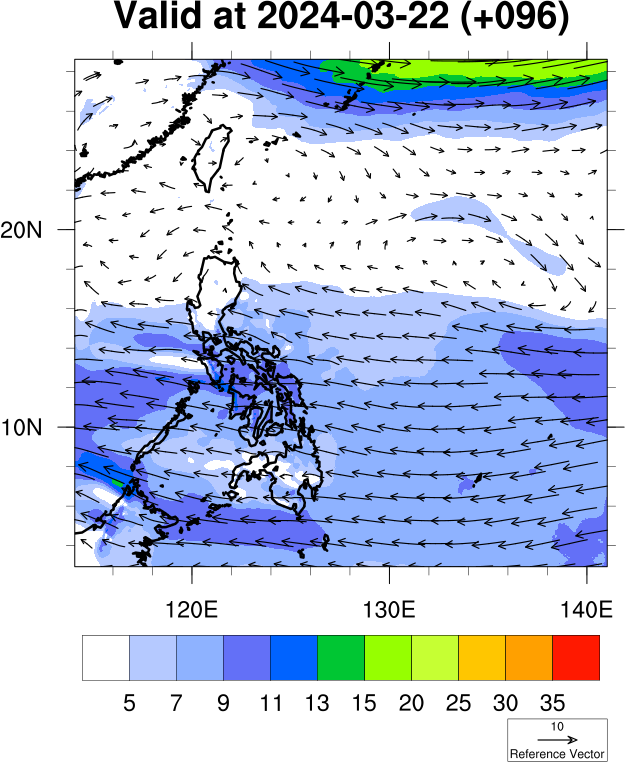 Valid at 2024-03-22 (+096)
20N
10N
120E 130E 140E
5 7 9 11 13 15 20 25 30 35
10
Reference Vector